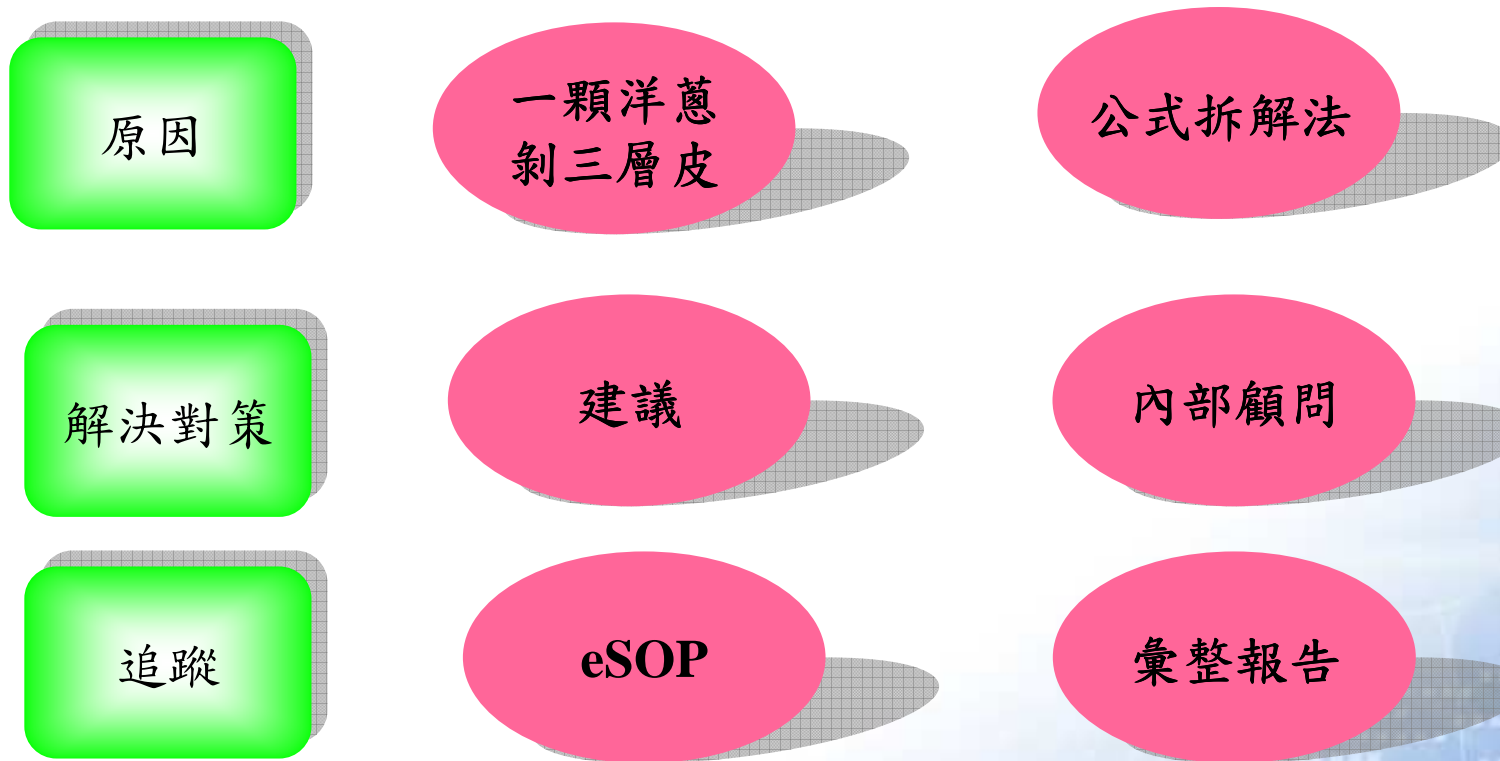 原因
一顆洋蔥
剝三層皮
公式拆解法
解決對策
建議
內部顧問
追蹤
eSOP
彙整報告